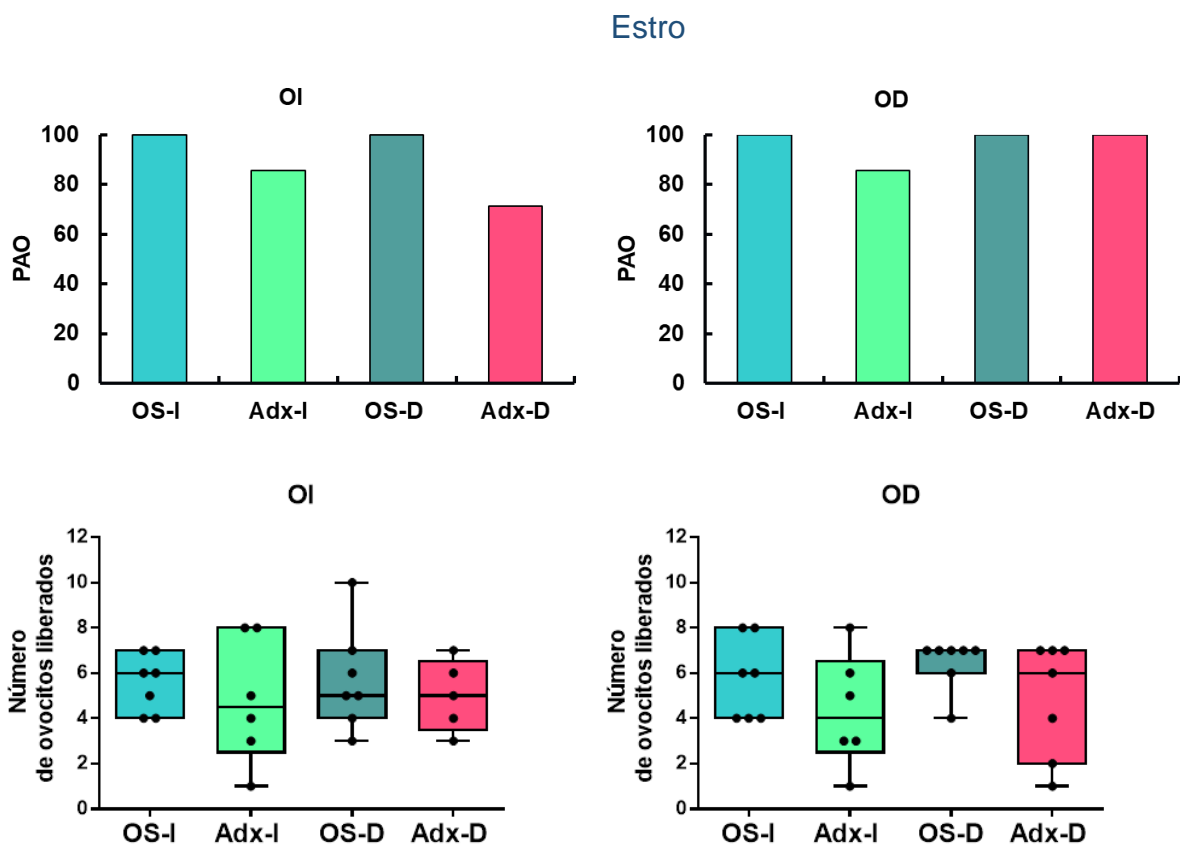 Estro
OI
100
80
60
40
20
0
PAO
OS-I Adx-I OS-D Adx-D
OD
100
80
60
40
20
0
PAO
OS-I Adx-I OS-D Adx-D
OI
12
10
8
6
4
2
0
Número
de ovocitos liberados
OS-I Adx-I OS-D Adx-D
OD
12
10
8
6
4
2
0
Número
de ovocitos liberados
OS-I Adx-I OS-D Adx-D